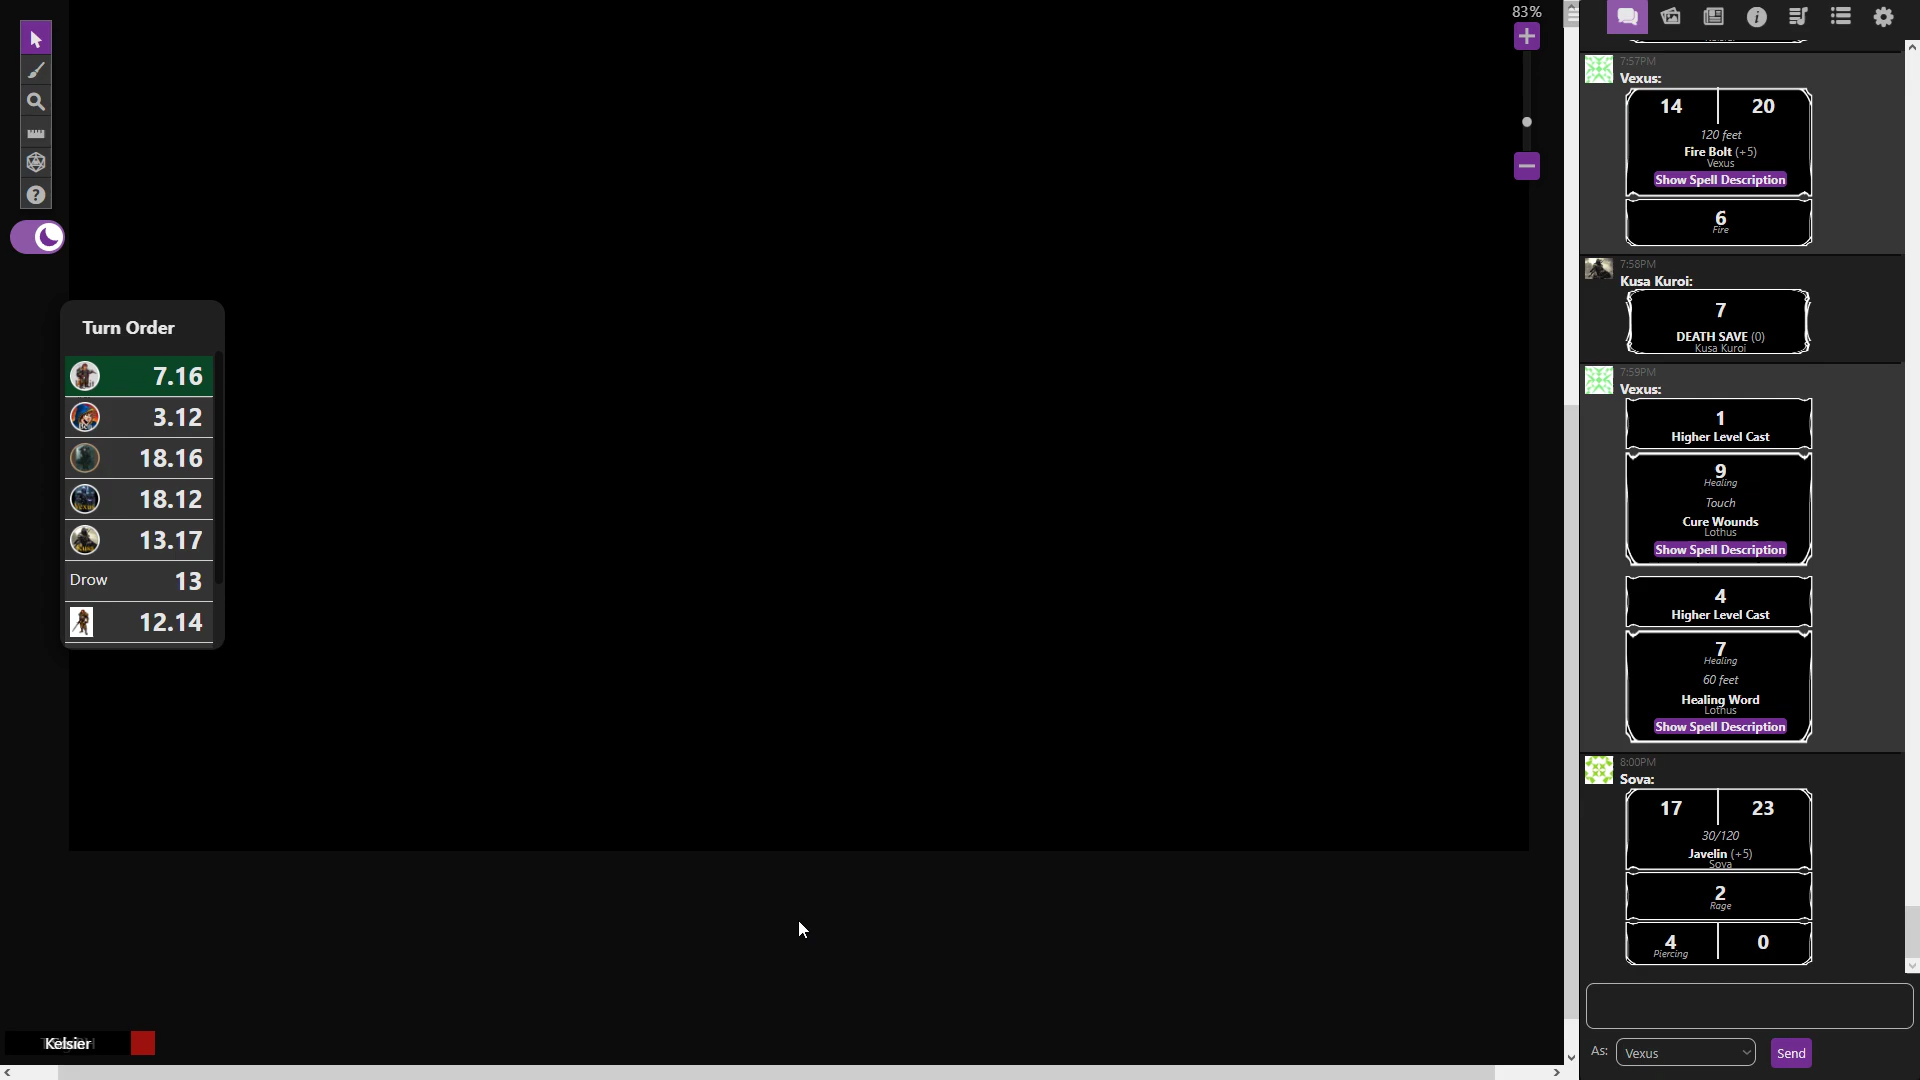 83%
Turn Order
7.16
3.12
18.16
18.12
13.17
Drow 13
12.14
Kelsier
7:57PM
Vexus:
14 20
120 feet
Fire Bolt (+5)
Vexus
Show Spell Description
6
Fire
7:58PM
Kusa Kuroi:
7
DEATH SAVE (0)
Kusa Kuroi
7:59PM
Vexus:
1
Higher Level Cast
9
Healing
Touch
Cure Wounds
Lothus
Show Spell Description
4
Higher Level Cast
7
Healing
60 feet
Healing Word
Lothus
Show Spell Description
8:00PM
Sova:
17 23
30/120
Javelin (+5)
Sova
2
Rage
4 0
Piercing
As: Vexus Send